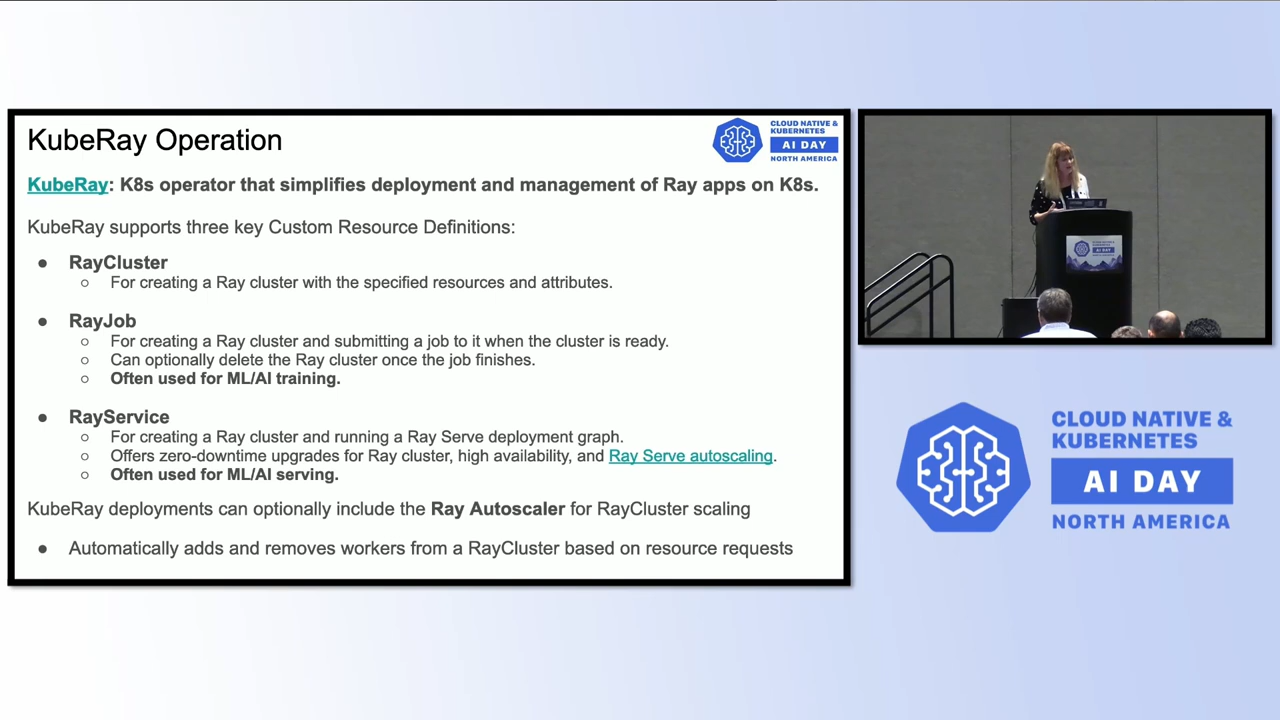 KubeRay Operation
CLOUD NATIVE &
KUBERNETES
AI DAY
NORTH AMERICA
KubeRay: K8s operator that simplifies deployment and management of Ray apps on K8s.
KubeRay supports three key Custom Resource Definitions:
● RayCluster
○ For creating a Ray cluster with the specified resources and attributes.
● RayJob
○ For creating a Ray cluster and submitting a job to it when the cluster is ready.
○ Can optionally delete the Ray cluster once the job finishes.
○ Often used for ML/AI training.
● RayService
○ For creating a Ray cluster and running a Ray Serve deployment graph.
○ Offers zero-downtime upgrades for Ray cluster, high availability, and Ray Serve autoscaling.
○ Often used for ML/AI serving.
KubeRay deployments can optionally include the Ray Autoscaler for RayCluster scaling
● Automatically adds and removes workers from a RayCluster based on resource requests
AI DAY
CLOUD NATIVE &
KUBERNETES
AI DAY
NORTH AMERICA